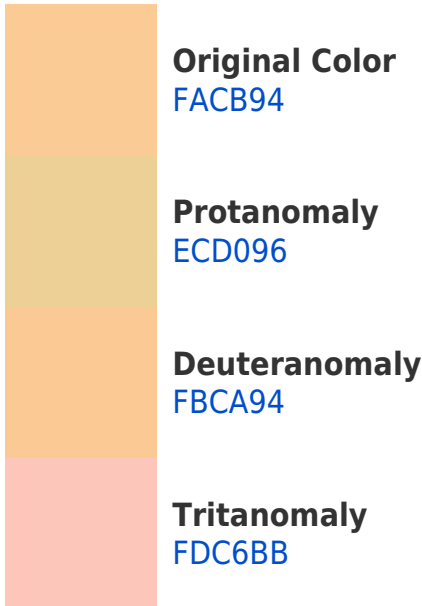 Original Color
FACB94
Protanomaly
ECD096
Deuteranomaly
FBCA94
Tritanomaly
FDC6BB